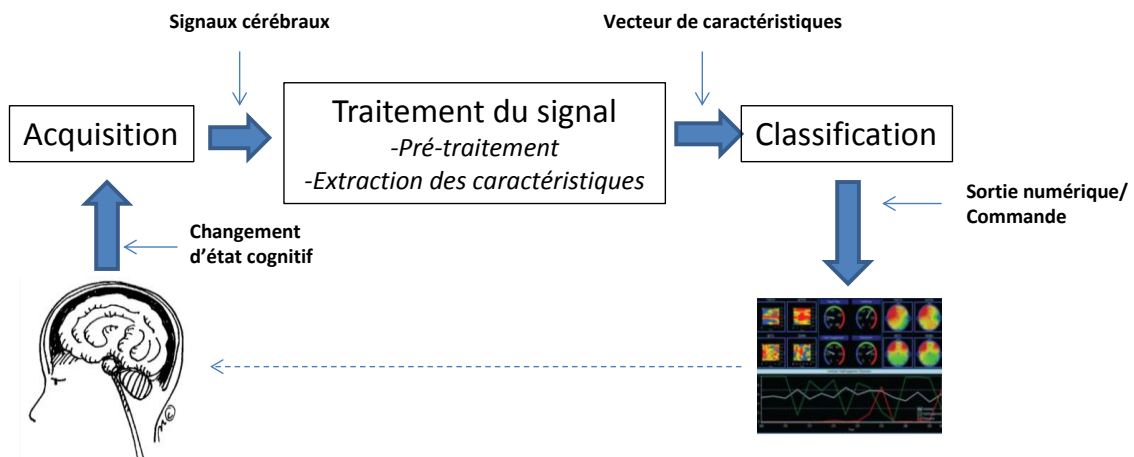 Signaux cérébraux
Vecteur de caractéristiques
Acquisition
Traitement du signal
-Pré-traitement
-Extraction des caractéristiques
Classification
Changement
d'état cognitif
Sortie numérique/
Commande